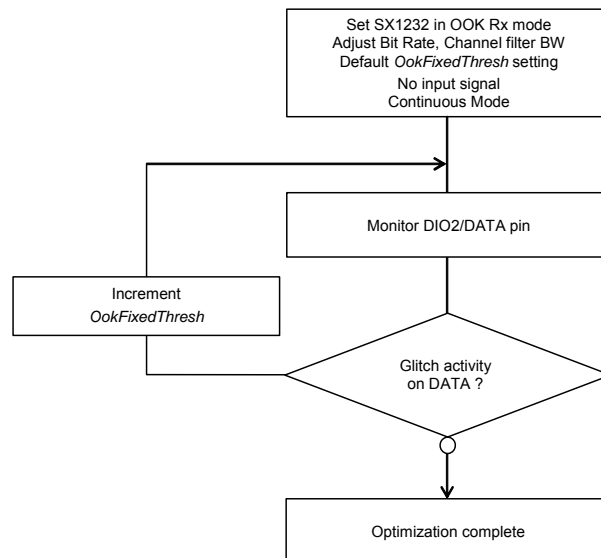 Set SX1232 in OOK Rx mode
Adjust Bit Rate, Channel filter BW
Default OokFixedThresh setting
No input signal
Continuous Mode
Monitor DIO2/DATA pin
Increment
OokFixedThresh
Glitch activity
on DATA ?
Optimization complete